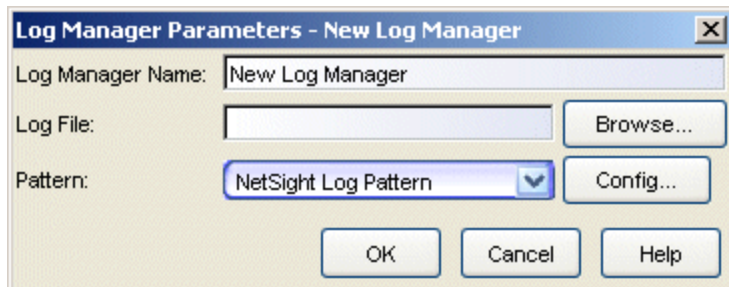 Log Manager Parameters - New Log Manager
Log Manager Name: New Log Manager
Log File: Browse...
Pattern: NetSight Log Pattern Config...
OK Cancel Help